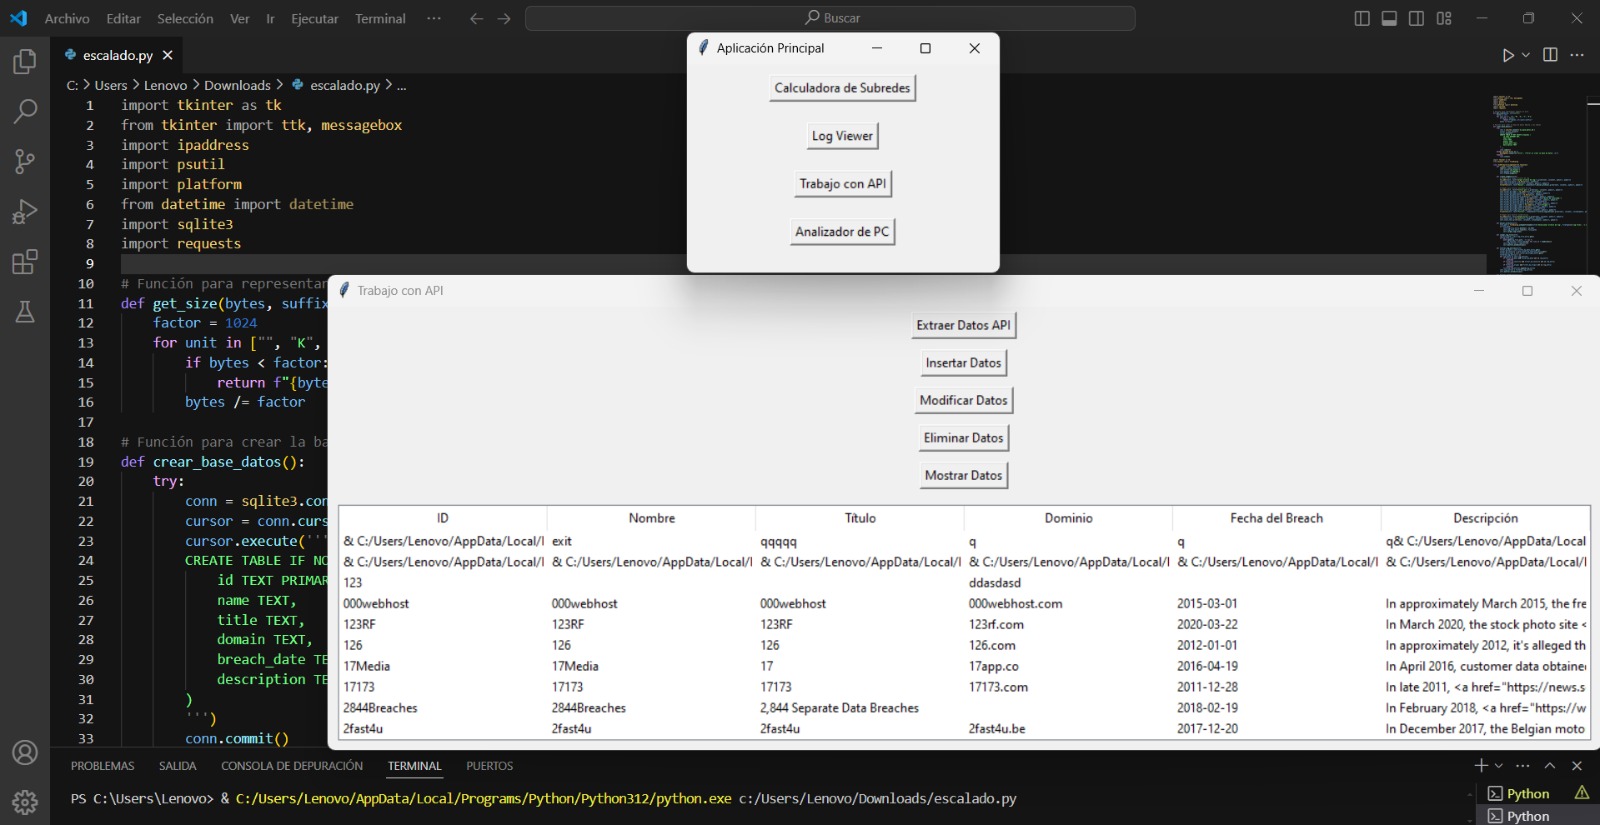 Archivo Editar Selección Ver Ir Ejecutar Terminal ··· Buscar
escalado.py
C: > Users > Lenovo > Downloads > escalado.py > ...
1 import tkinter as tk
2 from tkinter import ttk, messagebox
3 import ipaddress
4 import psutil
5 import platform
6 from datetime import datetime
7 import sqlite3
8 import requests
9
10 # Función para representar
11 def get_size(bytes, suffix
12 factor = 1024
13 for unit in ["", "K",
14 if bytes < factor:
15 return f"{byte
16 bytes /= factor
17
18 # Función para crear la ba
19 def crear_base_datos():
20 try:
21 conn = sqlite3.con
22 cursor = conn.curs
23 cursor.execute('''
24 CREATE TABLE IF NO
25 id TEXT PRIMAR
26 name TEXT,
27 title TEXT,
28 domain TEXT,
29 breach_date TE
30 description TE
31 )
32 ''')
33 conn.commit()
Aplicación Principal
Calculadora de Subredes
Log Viewer
Trabajo con API
Analizador de PC
Trabajo con API
Extraer Datos API
Insertar Datos
Modificar Datos
Eliminar Datos
Mostrar Datos
ID Nombre Título Dominio Fecha del Breach Descripción
& C:/Users/Lenovo/AppData/Local/I exit qqqqq q q q& C:/Users/Lenovo/AppData/Local
& C:/Users/Lenovo/AppData/Local/I & C:/Users/Lenovo/AppData/Local/I & C:/Users/Lenovo/AppData/Local/I & C:/Users/Lenovo/AppData/Local/I & C:/Users/Lenovo/AppData/Local/I & C:/Users/Lenovo/AppData/Local/I
123 ddasdasd
000webhost 000webhost 000webhost 000webhost.com 2015-03-01 In approximately March 2015, the fre
123RF 123RF 123RF 123rf.com 2020-03-22 In March 2020, the stock photo site <
126 126 126 126.com 2012-01-01 In approximately 2012, it's alleged th
17Media 17Media 17 17app.co 2016-04-19 In April 2016, customer data obtained
17173 17173 17173 17173.com 2011-12-28 In late 2011, <a href="https://news.s
2844Breaches 2844Breaches 2,844 Separate Data Breaches 2018-02-19 In February 2018, <a href="https://w
2fast4u 2fast4u 2fast4u 2fast4u.be 2017-12-20 In December 2017, the Belgian moto
PROBLEMAS SALIDA CONSOLA DE DEPURACIÓN TERMINAL PUERTOS
PS C:\Users\Lenovo> & C:/Users/Lenovo/AppData/Local/Programs/Python/Python312/python.exe c:/Users/Lenovo/Downloads/escalado.py
Python
Python